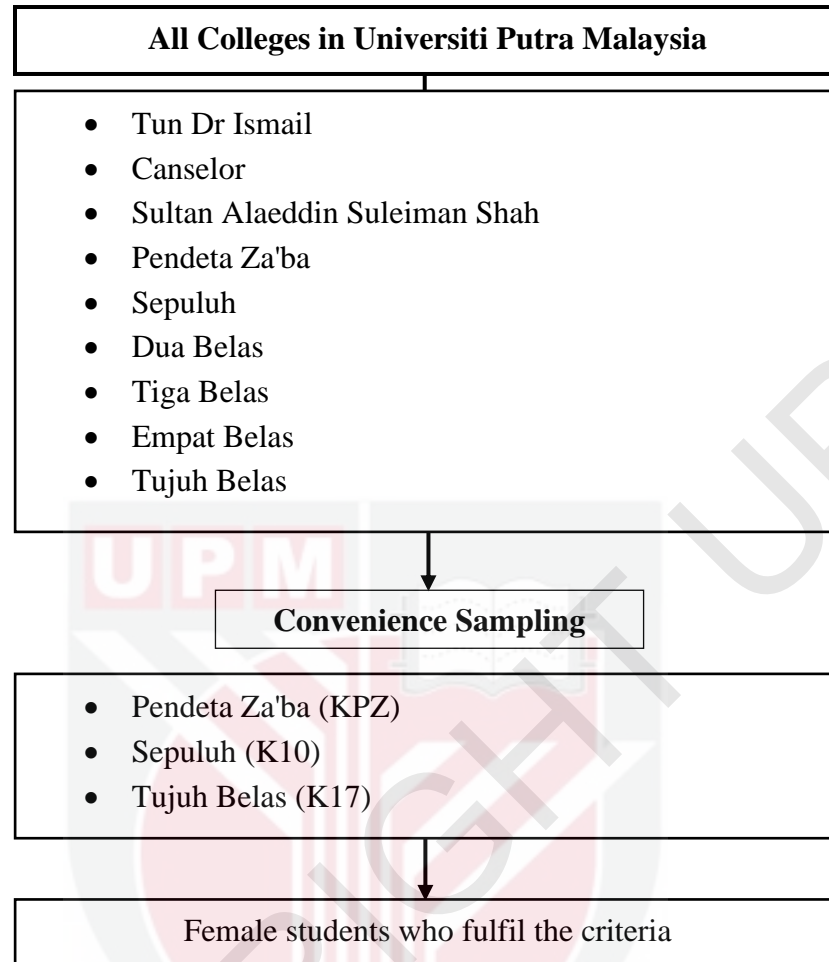 All Colleges in Universiti Putra Malaysia
• Tun Dr Ismail
• Canselor
• Sultan Alaeddin Suleiman Shah
• Pendeta Za'ba
• Sepuluh
• Dua Belas
• Tiga Belas
• Empat Belas
• Tujuh Belas
UPM
Convenience Sampling
• Pendeta Za'ba (KPZ)
• Sepuluh (K10)
• Tujuh Belas (K17)
Female students who fulfil the criteria